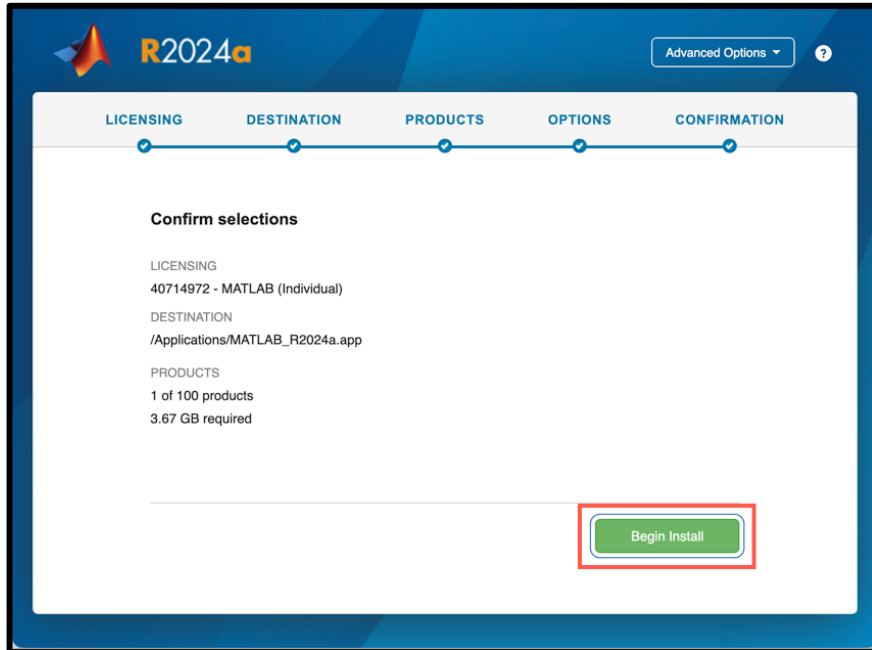 R2024a
Advanced Options
?
LICENSING DESTINATION PRODUCTS OPTIONS CONFIRMATION
Confirm selections
LICENSING
40714972 - MATLAB (Individual)
DESTINATION
/Applications/MATLAB_R2024a.app
PRODUCTS
1 of 100 products
3.67 GB required
Begin Install